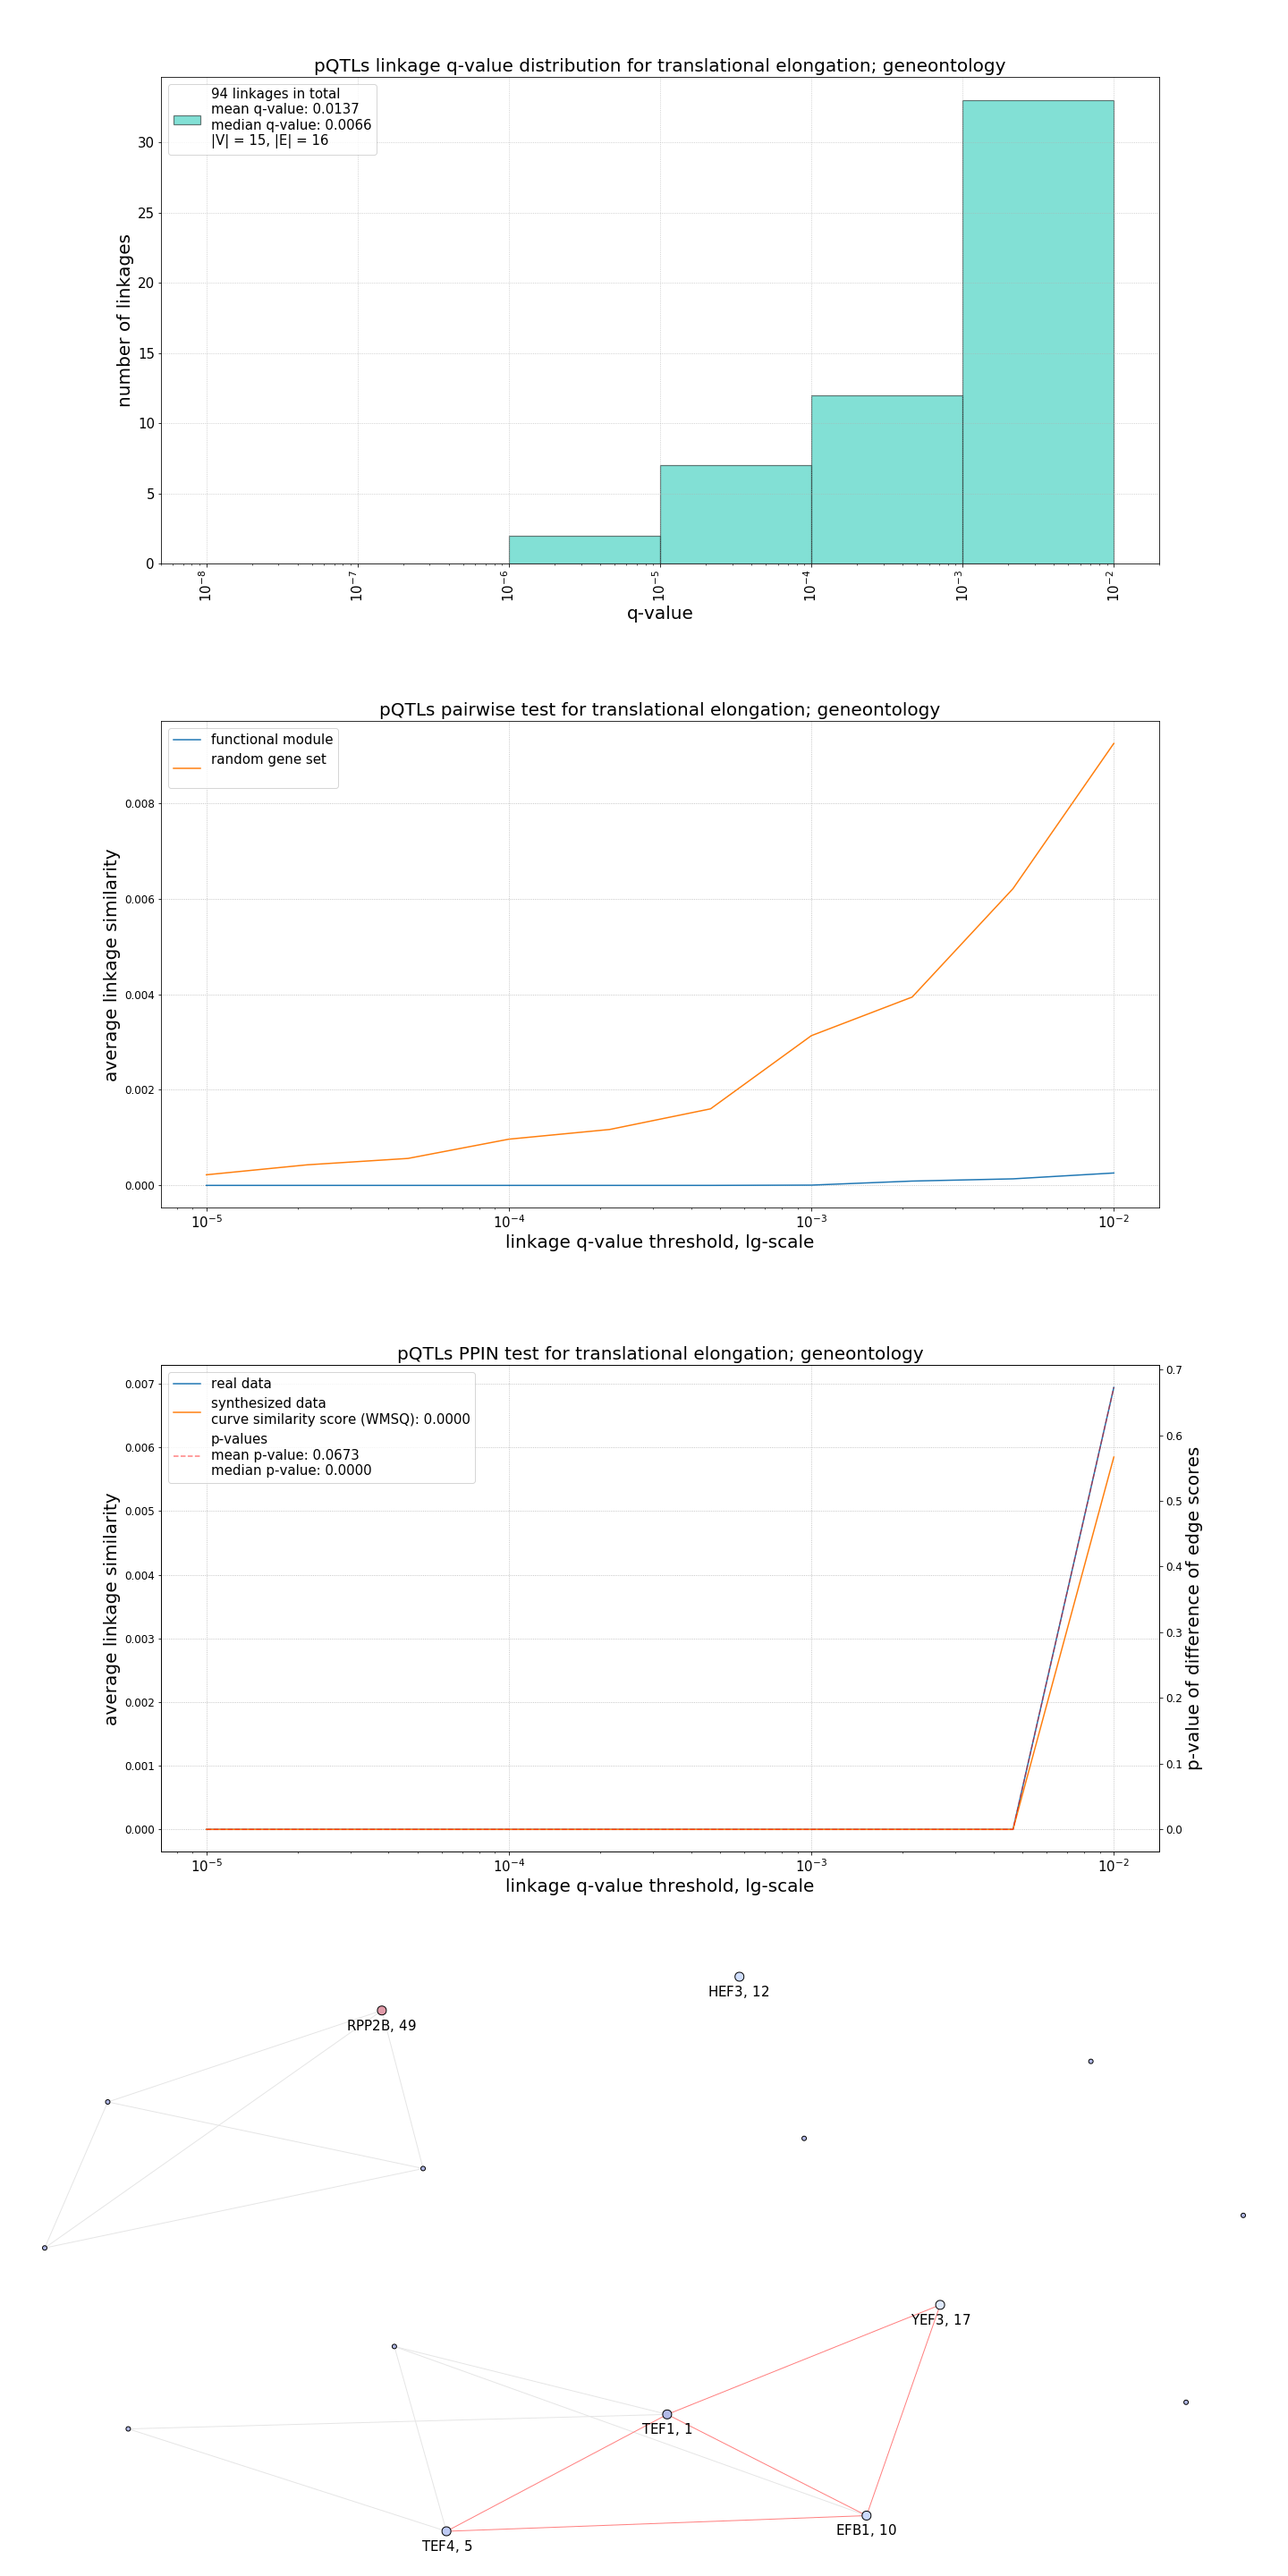 pQTLs linkage q-value distribution for translational elongation; geneontology
94 linkages in total
mean q-value: 0.0137
median q-value: 0.0066
|V| = 15, |E| = 16
number of linkages
30
25
20
15
10
5
0
10⁻⁸
10⁻⁷
10⁻⁶
10⁻⁵
10⁻⁴
10⁻³
10⁻²
q-value
pQTLs pairwise test for translational elongation; geneontology
functional module
random gene set
average linkage similarity
0.008
0.006
0.004
0.002
0.000
10⁻⁵
10⁻⁴
10⁻³
10⁻²
linkage q-value threshold, lg-scale
pQTLs PPIN test for translational elongation; geneontology
real data
synthesized data
curve similarity score (WMSQ): 0.0000
p-values
mean p-value: 0.0673
median p-value: 0.0000
average linkage similarity
0.007
0.006
0.005
0.004
0.003
0.002
0.001
0.000
0.7
0.6
0.5
0.4
0.3
0.2
0.1
0.0
p-value of difference of edge scores
10⁻⁵
10⁻⁴
10⁻³
10⁻²
linkage q-value threshold, lg-scale
HEF3, 12
RPP2B, 49
YEF3, 17
TEF1, 1
EFB1, 10
TEF4, 5